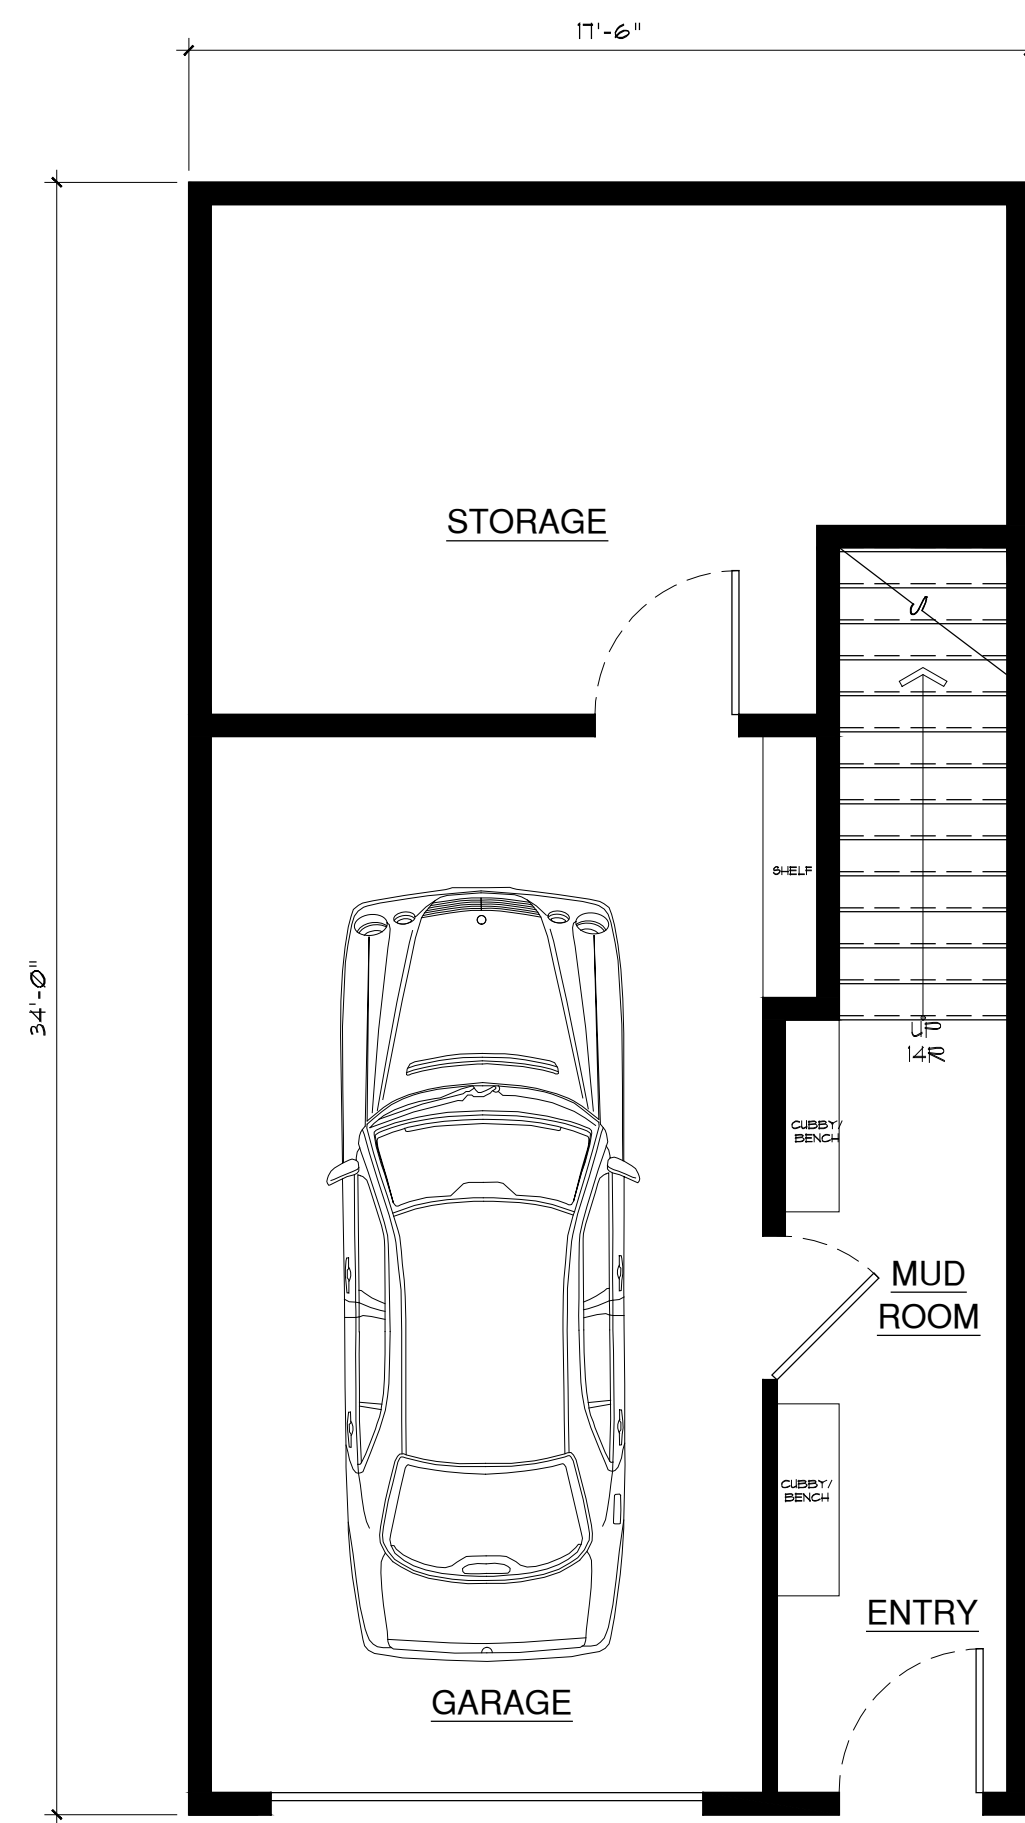 17'-6"
STORAGE
SHELF
34'-0"
UP
14R
CUBBY/
BENCH
MUD
ROOM
CUBBY/
BENCH
ENTRY
GARAGE